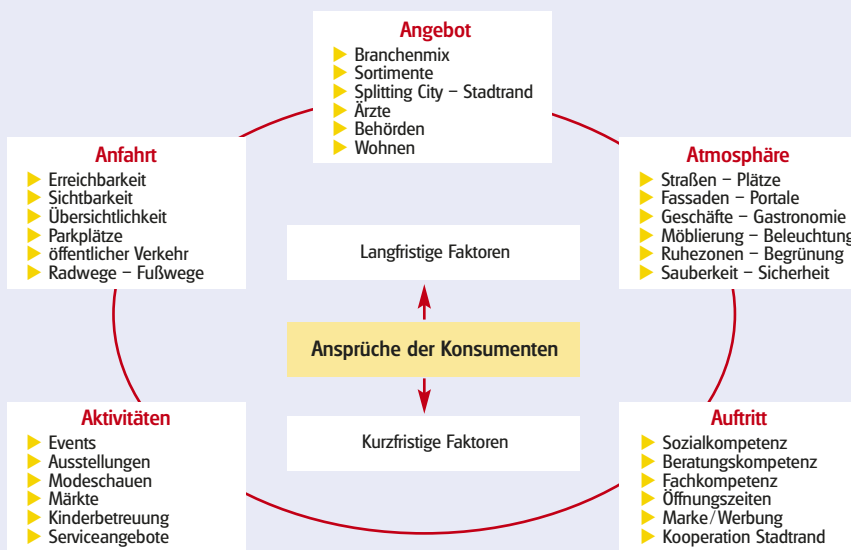 Angebot
Branchenmix
Sortimente
Splitting City – Stadtrand
Ärzte
Behörden
Wohnen
Anfahrt
Erreichbarkeit
Sichtbarkeit
Übersichtlichkeit
Parkplätze
öffentlicher Verkehr
Radwege – Fußwege
Atmosphäre
Straßen – Plätze
Fassaden – Portale
Geschäfte – Gastronomie
Möblierung – Beleuchtung
Ruhezonen – Begrünung
Sauberkeit – Sicherheit
Langfristige Faktoren
Ansprüche der Konsumenten
Kurzfristige Faktoren
Aktivitäten
Events
Ausstellungen
Modeschauen
Märkte
Kinderbetreuung
Serviceangebote
Auftritt
Sozialkompetenz
Beratungskompetenz
Fachkompetenz
Öffnungszeiten
Marke/Werbung
Kooperation Stadtrand